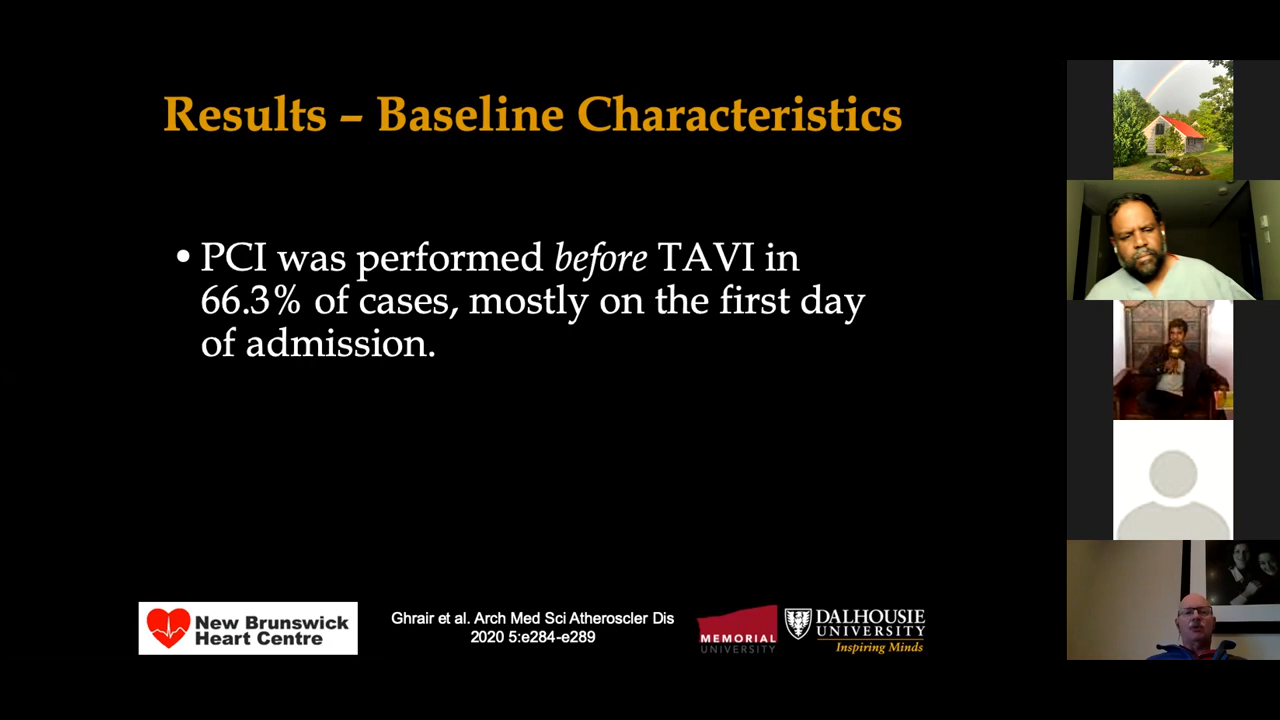 Results – Baseline Characteristics
• PCI was performed before TAVI in
66.3% of cases, mostly on the first day
of admission.
New Brunswick
Heart Centre
Ghrair et al. Arch Med Sci Atheroscler Dis
2020 5:e284-e289
MEMORIAL
UNIVERSITY
DALHOUSIE
UNIVERSITY
Inspiring Minds